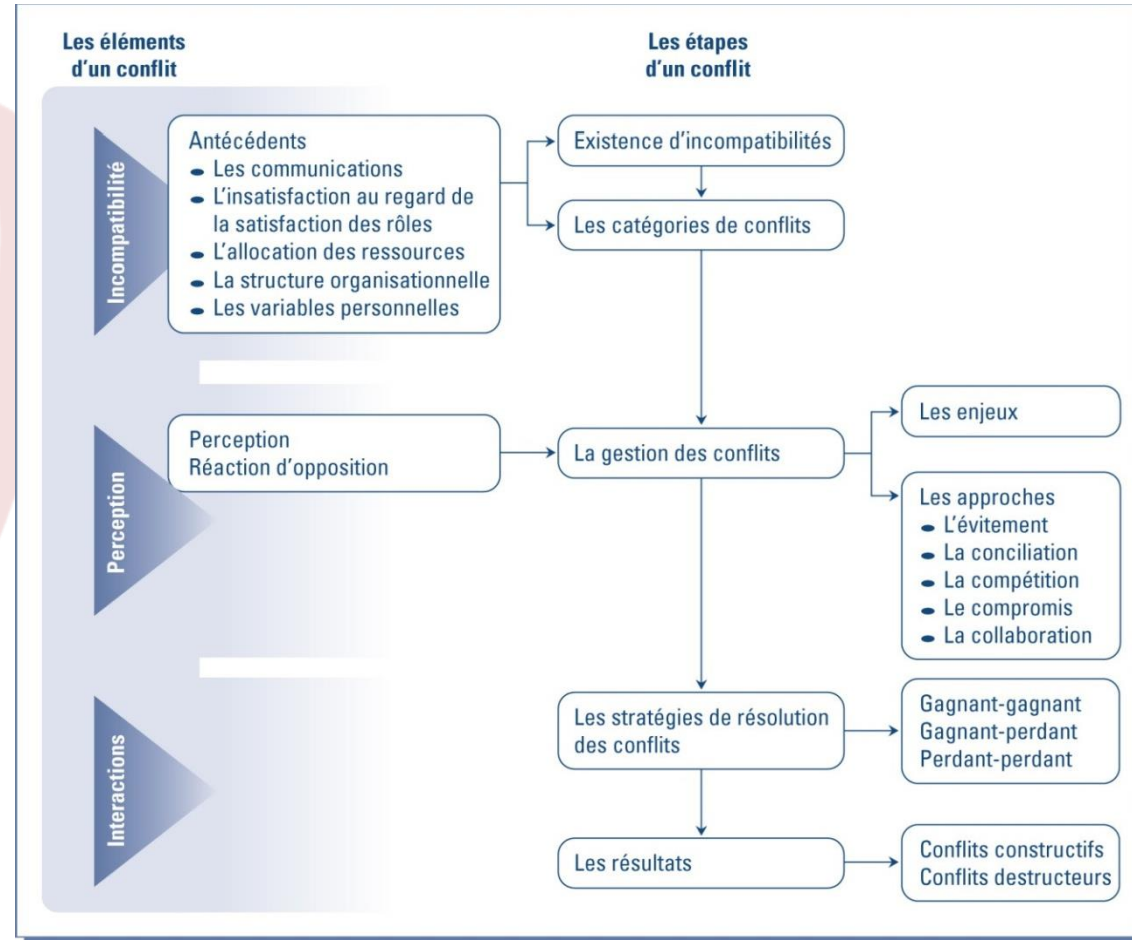 Les éléments
d'un conflit
Les étapes
d'un conflit
Incompatibilité
Antécédents
Les communications
L'insatisfaction au regard de
la satisfaction des rôles
L'allocation des ressources
La structure organisationnelle
Les variables personnelles
Existence d'incompatibilités
Les catégories de conflits
Perception
Perception
Réaction d'opposition
La gestion des conflits
Les enjeux
Les approches
L'évitement
La conciliation
La compétition
Le compromis
La collaboration
Interactions
Les stratégies de résolution
des conflits
Gagnant-gagnant
Gagnant-perdant
Perdant-perdant
Les résultats
Conflits constructifs
Conflits destructeurs